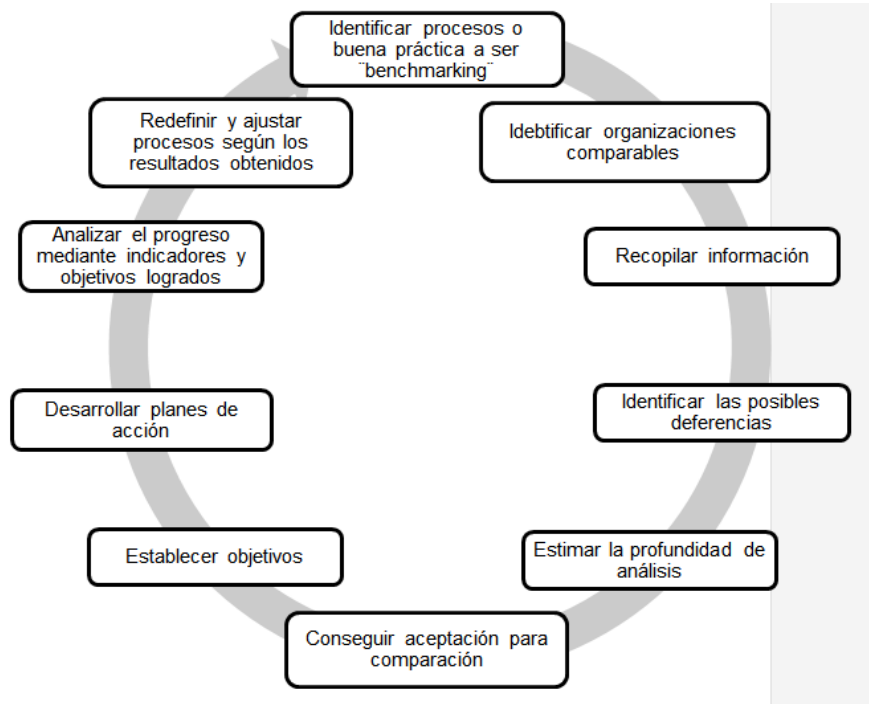 Identificar procesos o
buena práctica a ser
¨benchmarking¨
Idebtificar organizaciones
comparables
Recopilar información
Identificar las posibles
deferencias
Estimar la profundidad de
análisis
Conseguir aceptación para
comparación
Establecer objetivos
Desarrollar planes de
acción
Analizar el progreso
mediante indicadores y
objetivos logrados
Redefinir y ajustar
procesos según los
resultados obtenidos